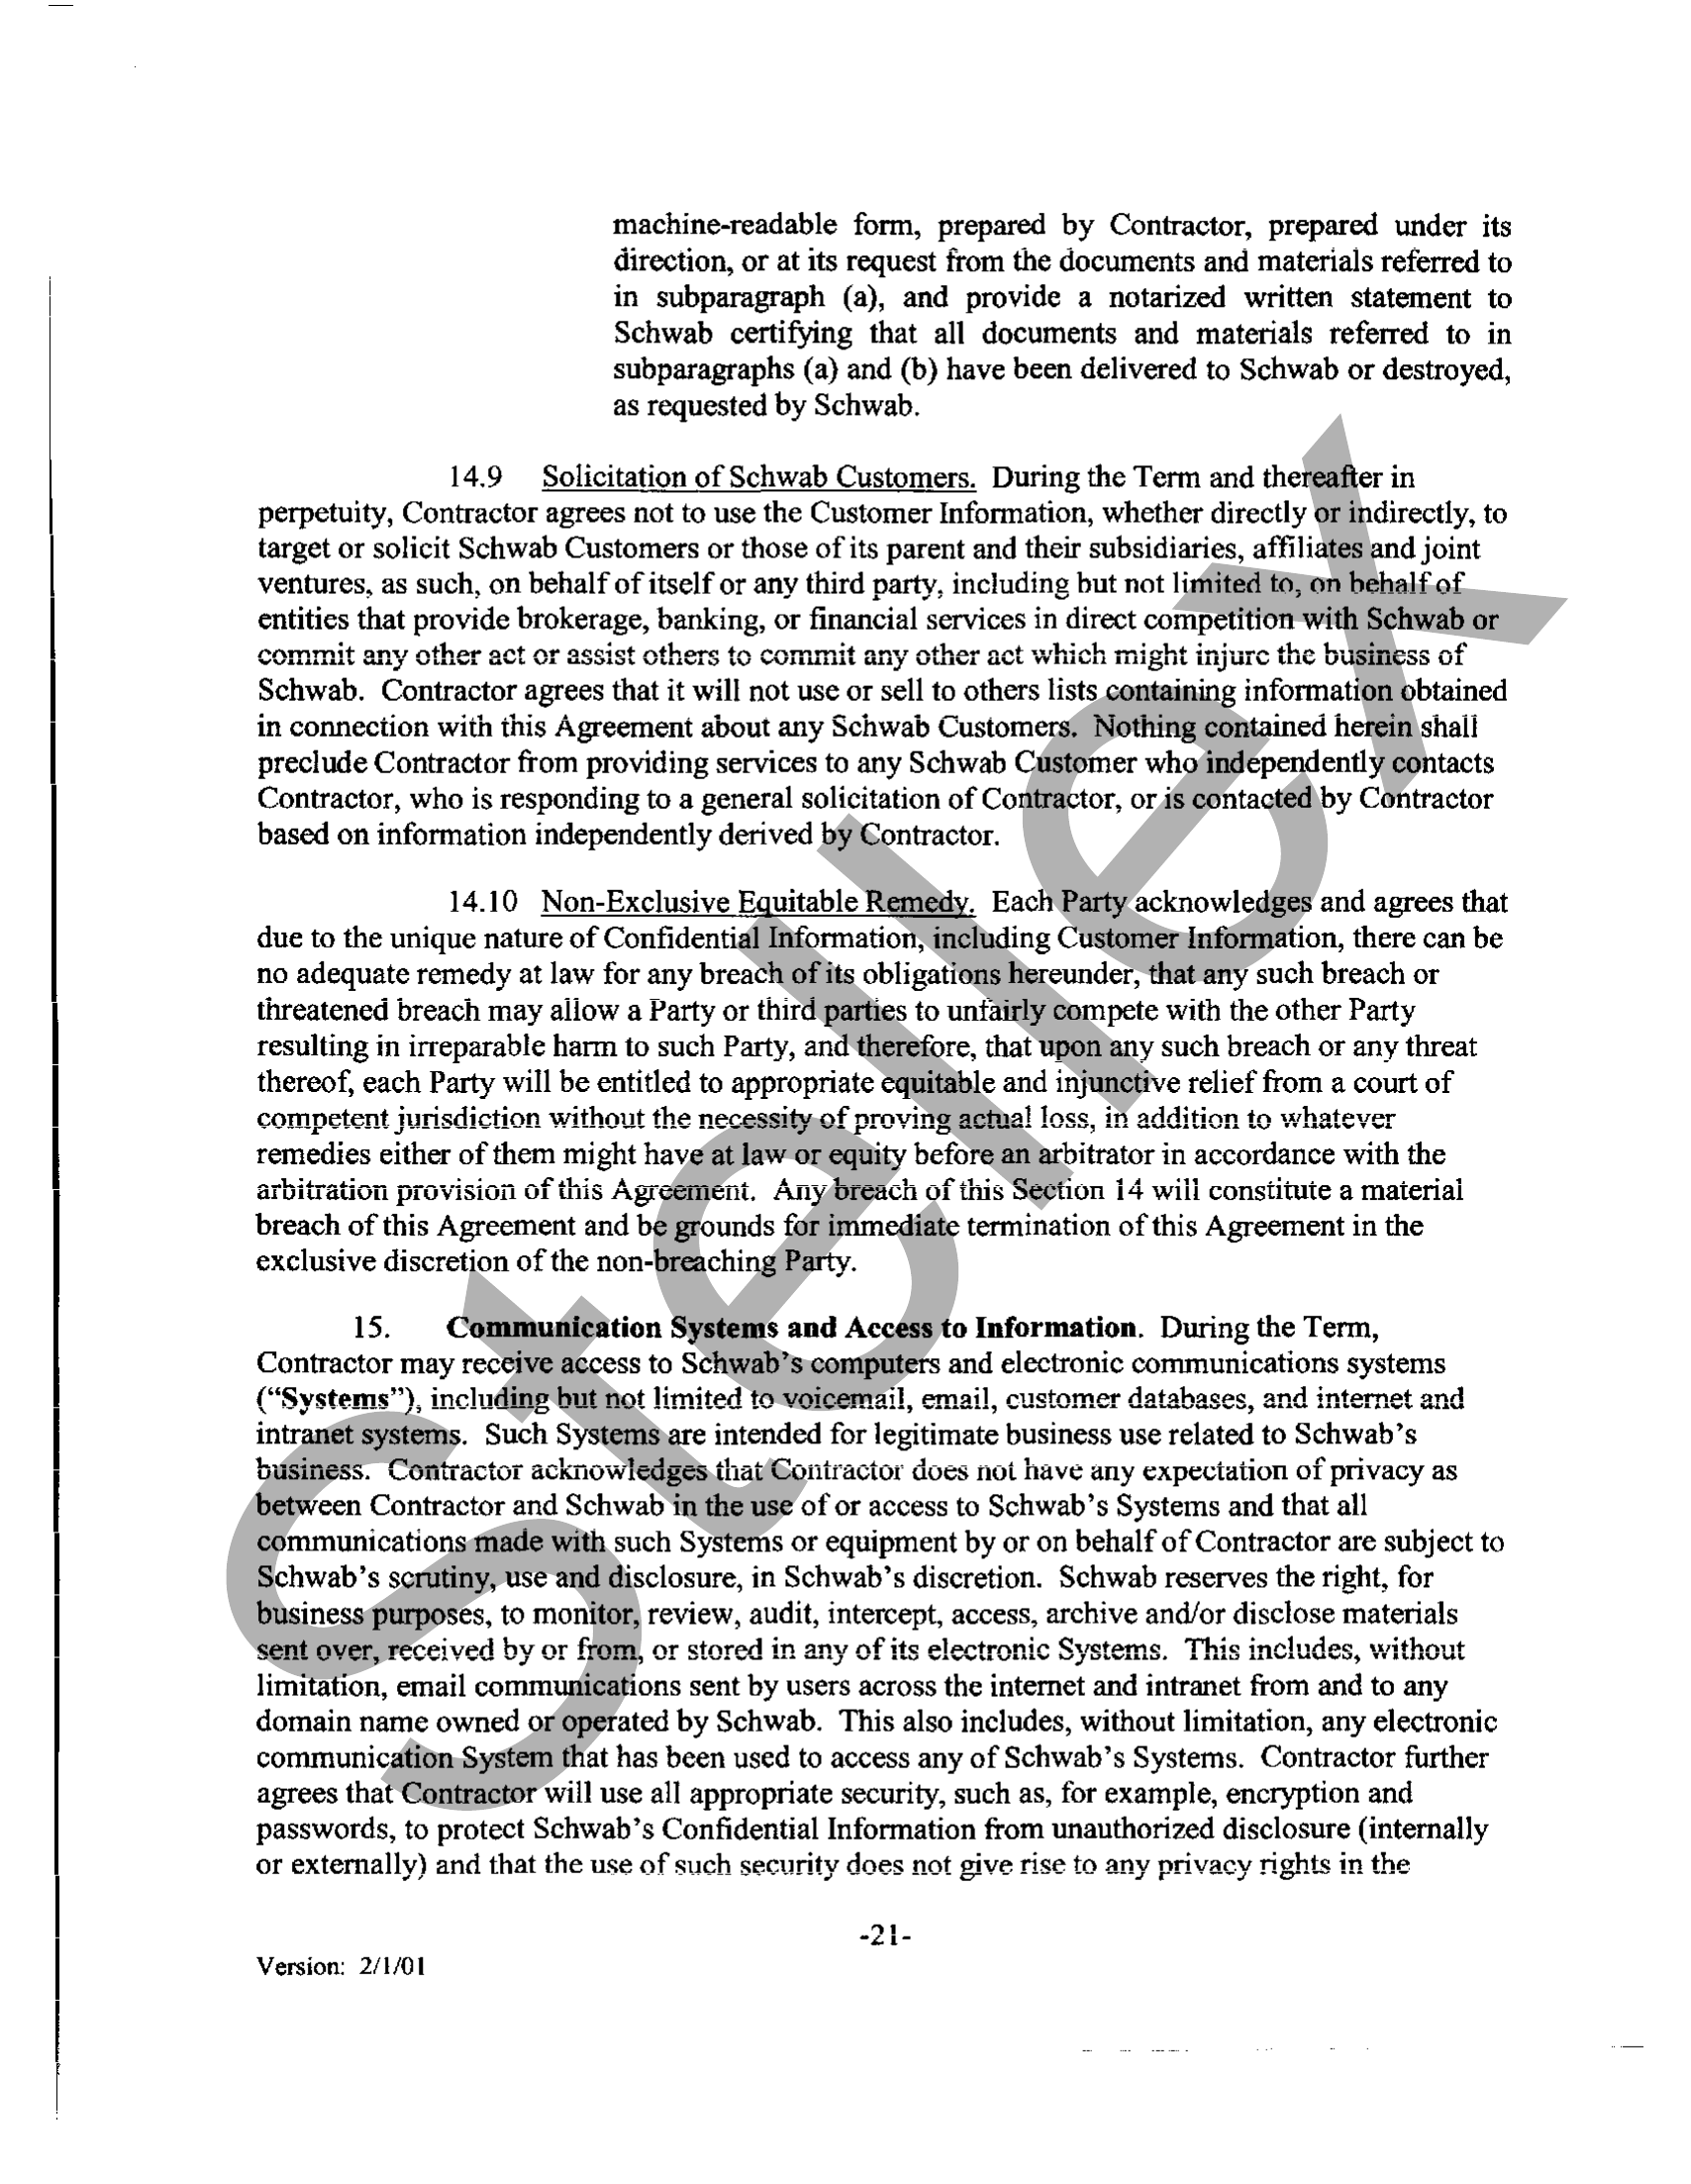 machine-readable form, prepared by Contractor, prepared under its
direction, or at its request from the documents and materials referred to
in subparagraph (a), and provide a notarized written statement to
Schwab certifying that all documents and materials referred to in
subparagraphs (a) and (b) have been delivered to Schwab or destroyed,
as requested by Schwab.
14.9 Solicitation of Schwab Customers. During the Term and thereafter in
perpetuity, Contractor agrees not to use the Customer Information, whether directly or indirectly, to
target or solicit Schwab Customers or those of its parent and their subsidiaries, affiliates and joint
ventures, as such, on behalf of itself or any third party, including but not limited to, on behalf of
entities that provide brokerage, banking, or financial services in direct competition with Schwab or
commit any other act or assist others to commit any other act which might injure the business of
Schwab. Contractor agrees that it will not use or sell to others lists containing information obtained
in connection with this Agreement about any Schwab Customers. Nothing contained herein shall
preclude Contractor from providing services to any Schwab Customer who independently contacts
Contractor, who is responding to a general solicitation of Contractor, or is contacted by Contractor
based on information independently derived by Contractor.
14.10 Non-Exclusive Equitable Remedy. Each Party acknowledges and agrees that
due to the unique nature of Confidential Information, including Customer Information, there can be
no adequate remedy at law for any breach of its obligations hereunder, that any such breach or
threatened breach may allow a Party or third parties to unfairly compete with the other Party
resulting in irreparable harm to such Party, and therefore, that upon any such breach or any threat
thereof, each Party will be entitled to appropriate equitable and injunctive relief from a court of
competent jurisdiction without the necessity of proving actual loss, in addition to whatever
remedies either of them might have at law or equity before an arbitrator in accordance with the
arbitration provision of this Agreement. Any breach of this Section 14 will constitute a material
breach of this Agreement and be grounds for immediate termination of this Agreement in the
exclusive discretion of the non-breaching Party.
15. Communication Systems and Access to Information. During the Term,
Contractor may receive access to Schwab's computers and electronic communications systems
("Systems"), including but not limited to voicemail, email, customer databases, and internet and
intranet systems. Such Systems are intended for legitimate business use related to Schwab's
business. Contractor acknowledges that Contractor does not have any expectation of privacy as
between Contractor and Schwab in the use of or access to Schwab's Systems and that all
communications made with such Systems or equipment by or on behalf of Contractor are subject to
Schwab's scrutiny, use and disclosure, in Schwab's discretion. Schwab reserves the right, for
business purposes, to monitor, review, audit, intercept, access, archive and/or disclose materials
sent over, received by or from, or stored in any of its electronic Systems. This includes, without
limitation, email communications sent by users across the internet and intranet from and to any
domain name owned or operated by Schwab. This also includes, without limitation, any electronic
communication System that has been used to access any of Schwab's Systems. Contractor further
agrees that Contractor will use all appropriate security, such as, for example, encryption and
passwords, to protect Schwab's Confidential Information from unauthorized disclosure (internally
or externally) and that the use of such security does not give rise to any privacy rights in the
-21-
Version: 2/1/01
Stellex